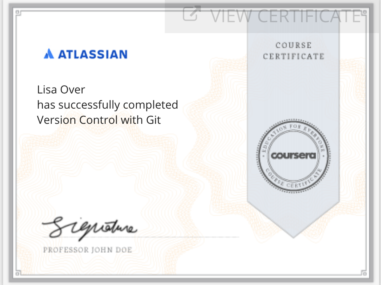 VIEW CERTIFICATE
COURSE
CERTIFICATE
ATLASSIAN
Lisa Over
has successfully completed
Version Control with Git
EDUCATION FOR EVERYONE
coursera
COURSE CERTIFICATE
Signature
PROFESSOR JOHN DOE